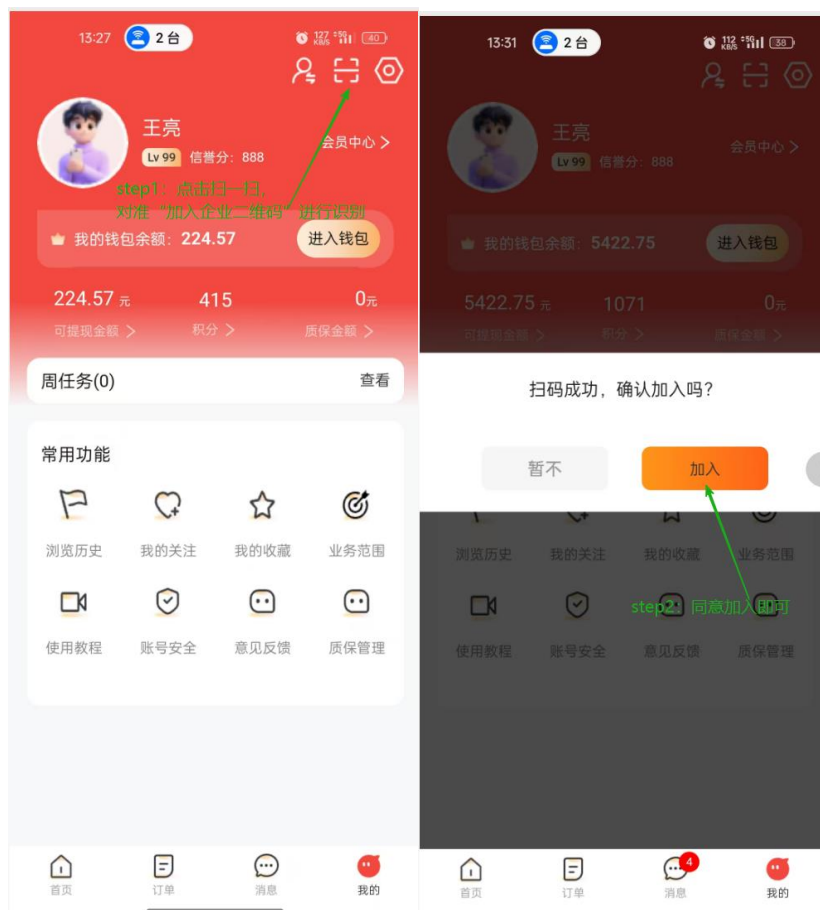 13:27
2 台
127 KB/S
5G
40
王亮
Lv 99 信誉分：888
会员中心
step1：点击扫一扫，
对准“加入企业二维码”进行识别
我的钱包余额：224.57
进入钱包
224.57 元
415
0元
可提现金额
积分
质保金额
周任务(0)
查看
常用功能
浏览历史
我的关注
我的收藏
业务范围
使用教程
账号安全
意见反馈
质保管理
首页
订单
消息
我的
13:31
2 台
112 KB/S
5G
38
王亮
Lv 99 信誉分：888
会员中心
我的钱包余额：5422.75
进入钱包
5422.75 元
1071
0元
可提现金额
积分
质保金额
扫码成功，确认加入吗？
暂不
加入
浏览历史
我的关注
我的收藏
业务范围
step2：同意加入即可
使用教程
账号安全
意见反馈
质保管理
首页
订单
4
消息
我的